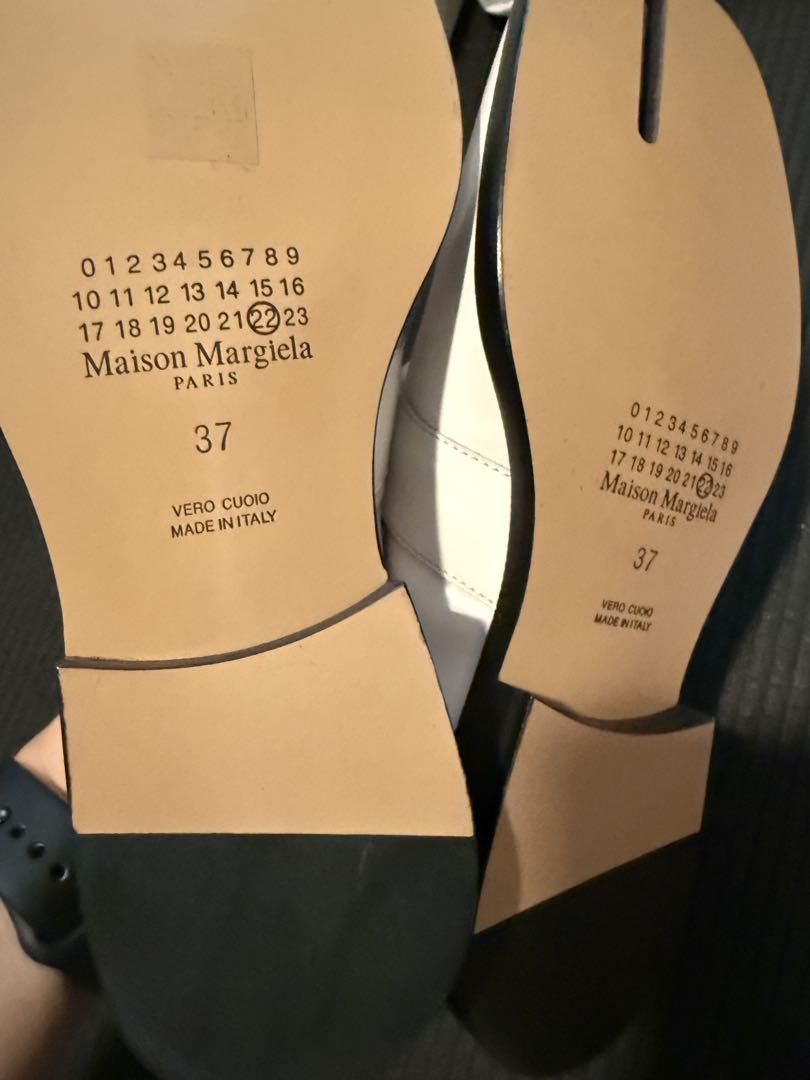 0 1 2 3 4 5 6 7 8 9
10 11 12 13 14 15 16
17 18 19 20 21 22 23
Maison Margiela
PARIS
37
VERO CUOIO
MADE IN ITALY
0 1 2 3 4 5 6 7 8 9
10 11 12 13 14 15 16
17 18 19 20 21 22 23
Maison Margiela
PARIS
37
VERO CUOIO
MADE IN ITALY